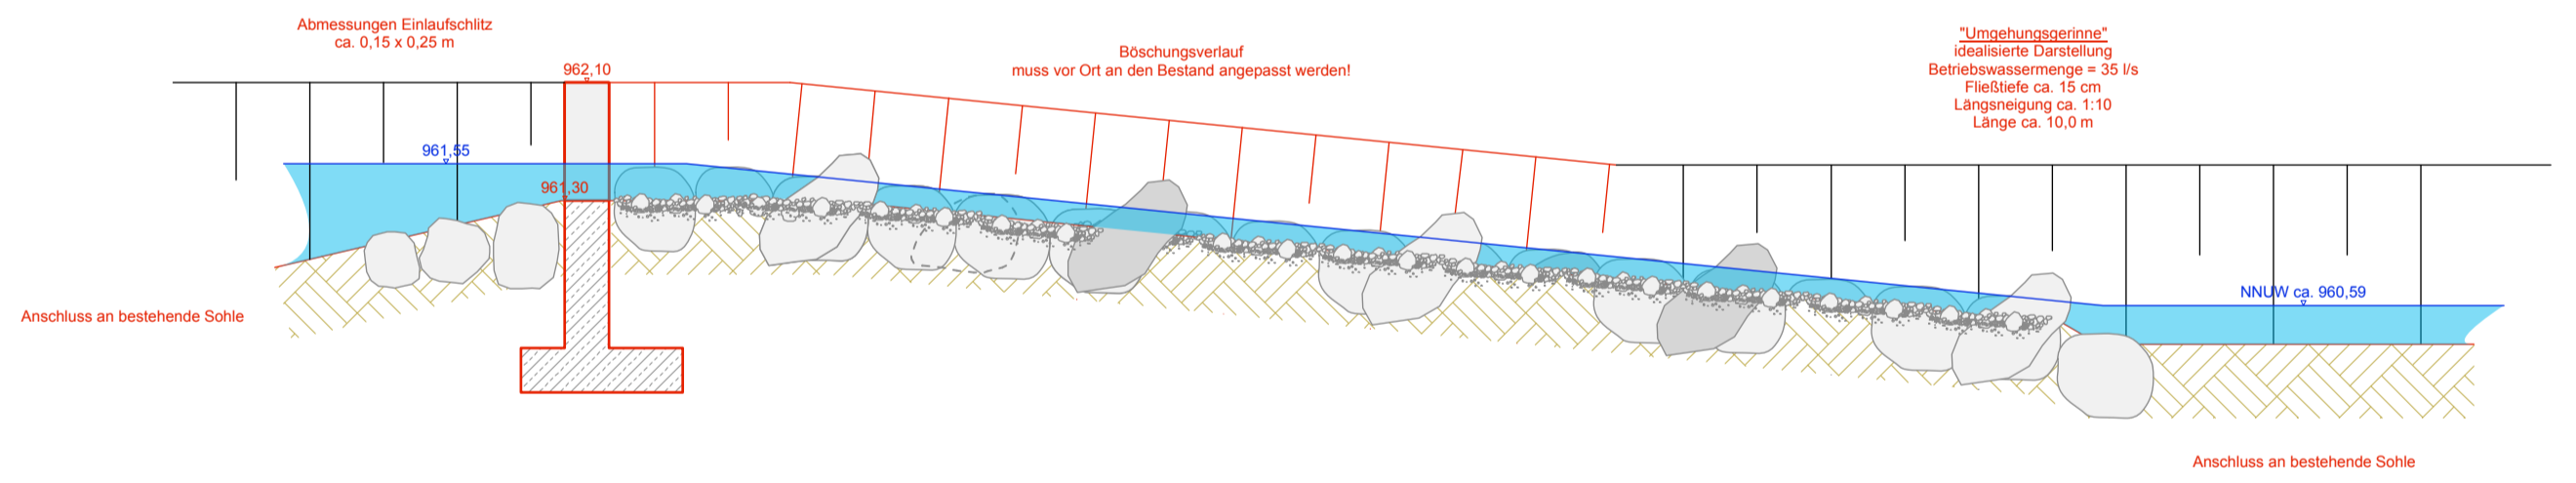 Abmessungen Einlaufschlitz
ca. 0,15 x 0,25 m
962,10
961,55
961,30
Anschluss an bestehende Sohle
Böschungsverlauf
muss vor Ort an den Bestand angepasst werden!
"Umgehungsgerinne"
idealisierte Darstellung
Betriebswassermenge = 35 l/s
Fließtiefe ca. 15 cm
Längsneigung ca. 1:10
Länge ca. 10,0 m
NNUW ca. 960,59
Anschluss an bestehende Sohle